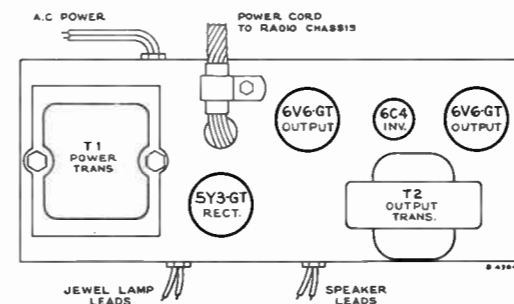 A.C POWER
POWER CORD
TO RADIO CHASSIS
6V6-GT
OUTPUT
6C4
INV.
6V6-GT
OUTPUT
T1
POWER
TRANS
5Y3-GT
RECT.
T2
OUTPUT
TRANS.
JEWEL LAMP
LEADS
SPEAKER
LEADS